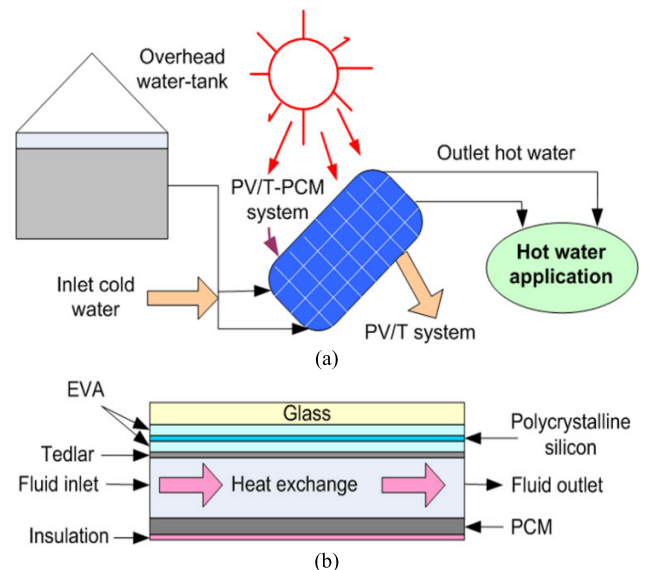 Overhead
water-tank
Outlet hot water
PV/T-PCM
system
Hot water
application
Inlet cold
water
PV/T system
(a)
EVA
Glass
Polycrystalline
silicon
Tedlar
Fluid inlet
Heat exchange
Fluid outlet
PCM
Insulation
(b)